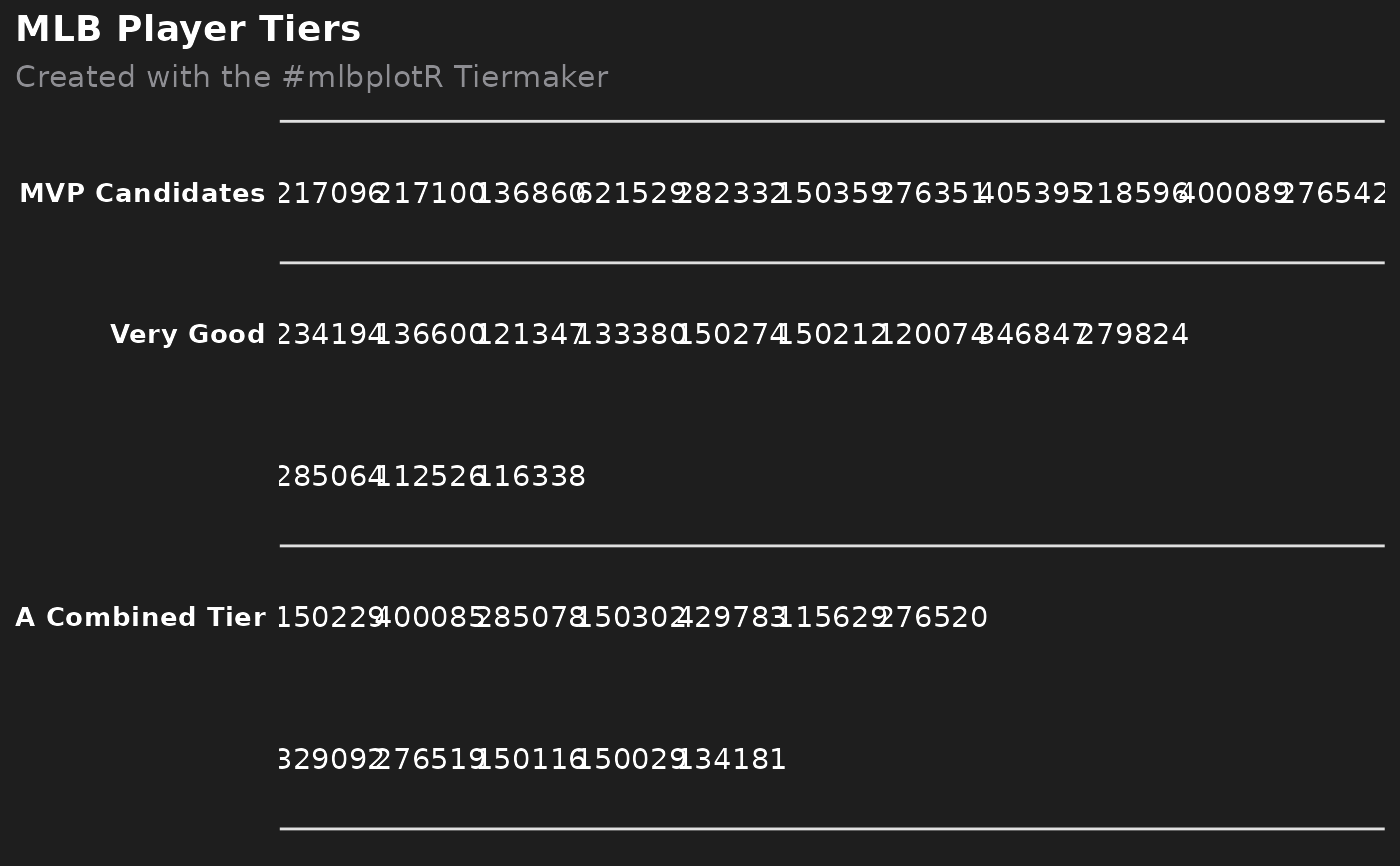 MLB Player Tiers
Created with the #mlbplotR Tiermaker
MVP Candidates 217096 217100 136860 621529 282332 150359 276351 405395 218596 400089 276542
Very Good 234194 136600 121347 133380 150274 150212 120074 346847 279824
285064 112526 116338
A Combined Tier 150229 400085 285078 150302 429783 115629 276520
329092 276519 150116 150029 134181